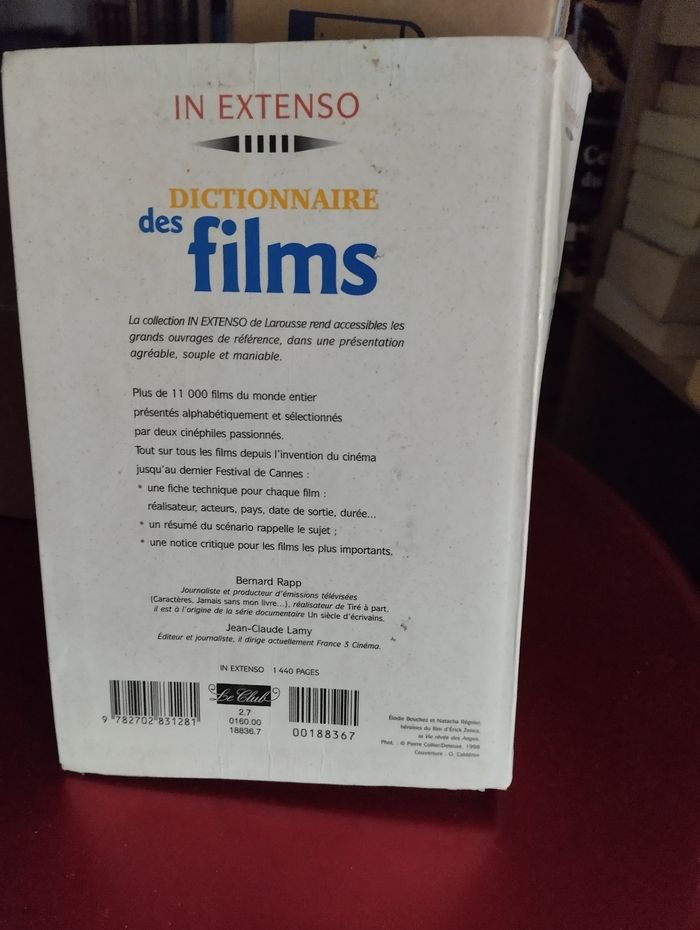 IN EXTENSO
DICTIONNAIRE
des films
La collection IN EXTENSO de Larousse rend accessibles les
grands ouvrages de référence, dans une présentation
agréable, souple et maniable.
Plus de 11 000 films du monde entier
présentés alphabétiquement et sélectionnés
par deux cinéphiles passionnés.
Tout sur tous les films depuis l'invention du cinéma
jusqu'au dernier Festival de Cannes :
* une fiche technique pour chaque film :
réalisateur, acteurs, pays, date de sortie, durée...
* un résumé du scénario rappelle le sujet ;
* une notice critique pour les films les plus importants.
Bernard Rapp
Journaliste et producteur d'émissions télévisées
(Caractères, Jamais sans mon livre...), réalisateur de Tiré à part,
il est à l'origine de la série documentaire Un siècle d'écrivains.
Jean-Claude Lamy
Éditeur et journaliste, il dirige actuellement France 3 Cinéma.
IN EXTENSO 1 440 PAGES
9 782702 831281
Le Club
2.7
0160.00
18836.7
00188367
Élodie Bouchez et Natacha Régnier,
héroïnes du film d'Érick Zonca,
la Vie rêvée des Anges.
Phot. : © Pierre Collier/Deleuse, 1998
Couverture : G. Caldéron